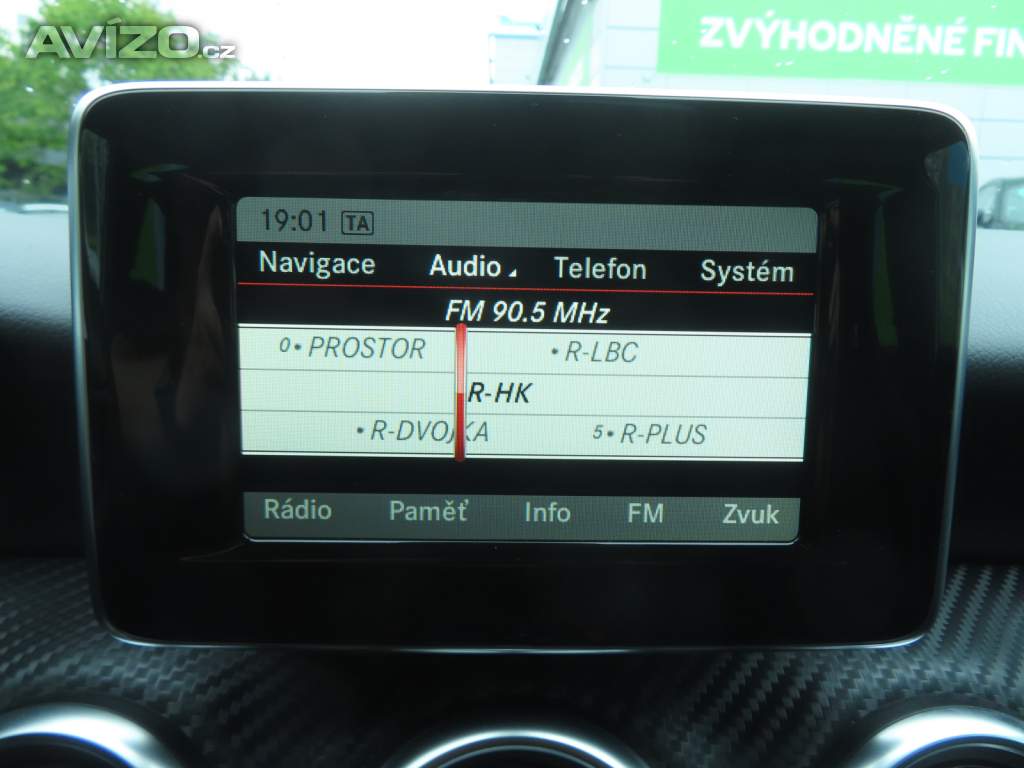 AVÍZO.cz
ZVÝHODNĚNÉ FIN
19:01 TA
Navigace Audio Telefon Systém
FM 90.5 MHz
0• PROSTOR • R-LBC
R-HK
• R-DVOJKA 5• R-PLUS
Rádio Paměť Info FM Zvuk